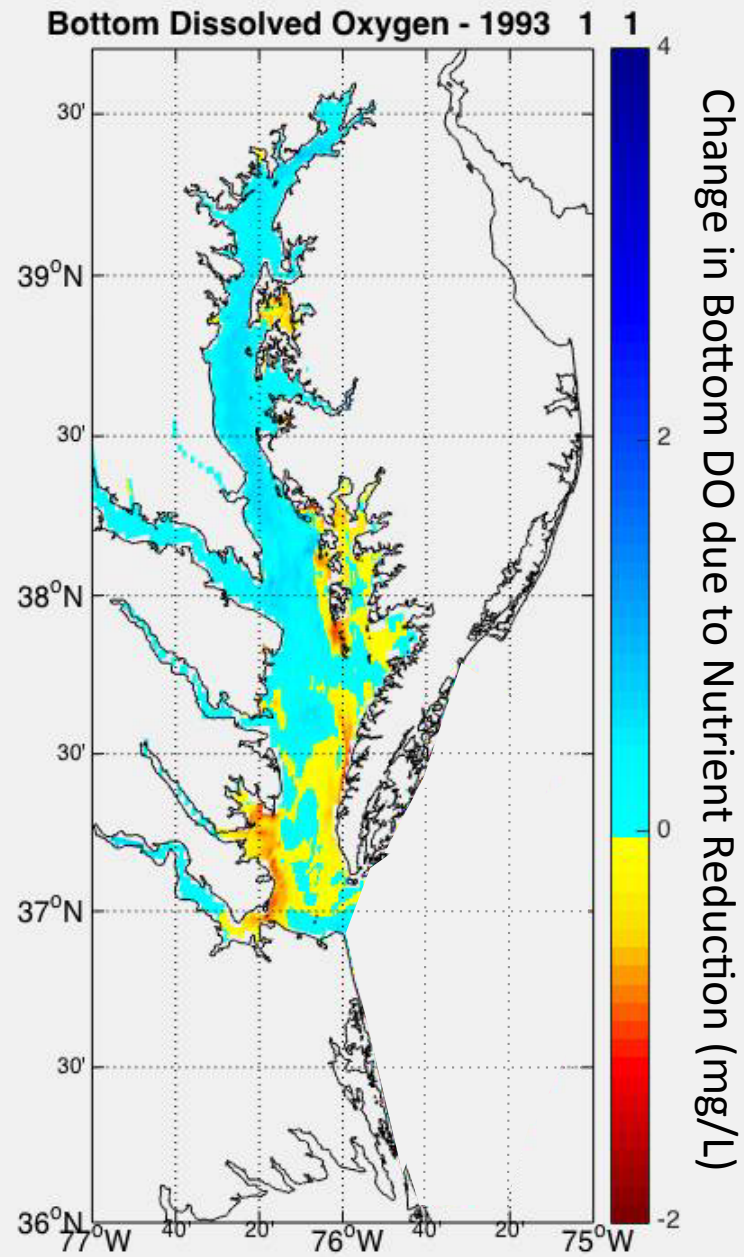 Bottom Dissolved Oxygen - 1993 1 1
30'
39°N
30'
38°N
30'
37°N
30'
36°N
77°W 40' 20' 76°W 40' 20' 75°W
4
2
0
-2
Change in Bottom DO due to Nutrient Reduction (mg/L)